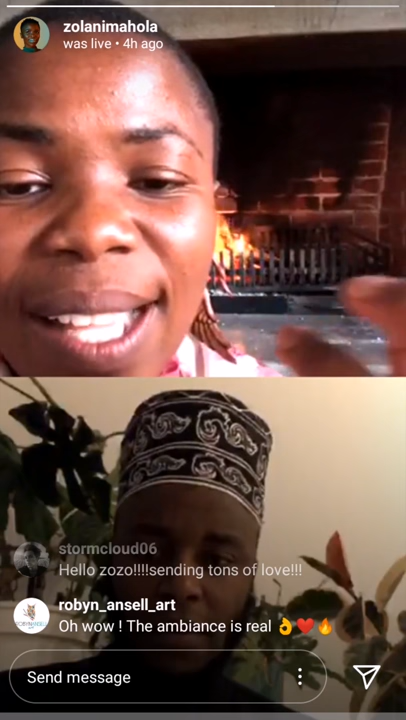 zolanimahola
was live • 4h ago
stormcloud06
Hello zozo!!!!sending tons of love!!!
robyn_ansell_art
Oh wow ! The ambiance is real 👌❤️🔥
Send message